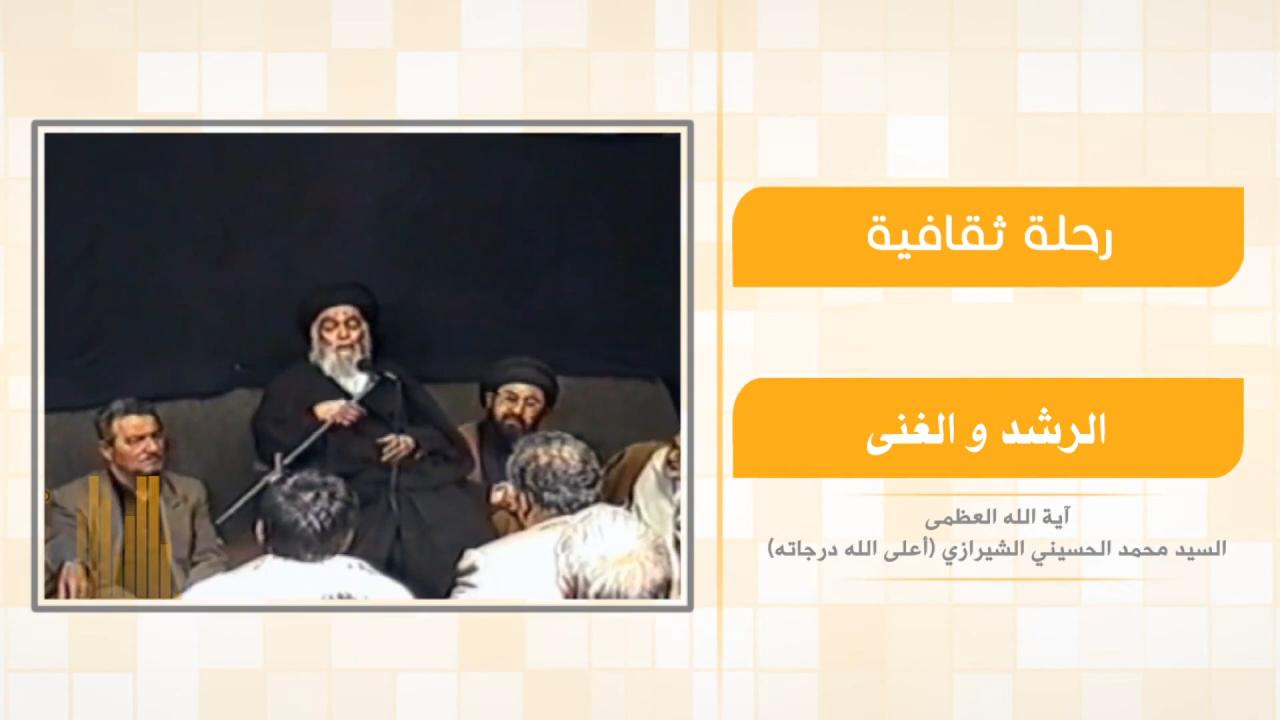 رحلة ثقافية
الرشد و الغنى
آية الله العظمى
السيد محمد الحسيني الشيرازي (أعلى الله درجاته)